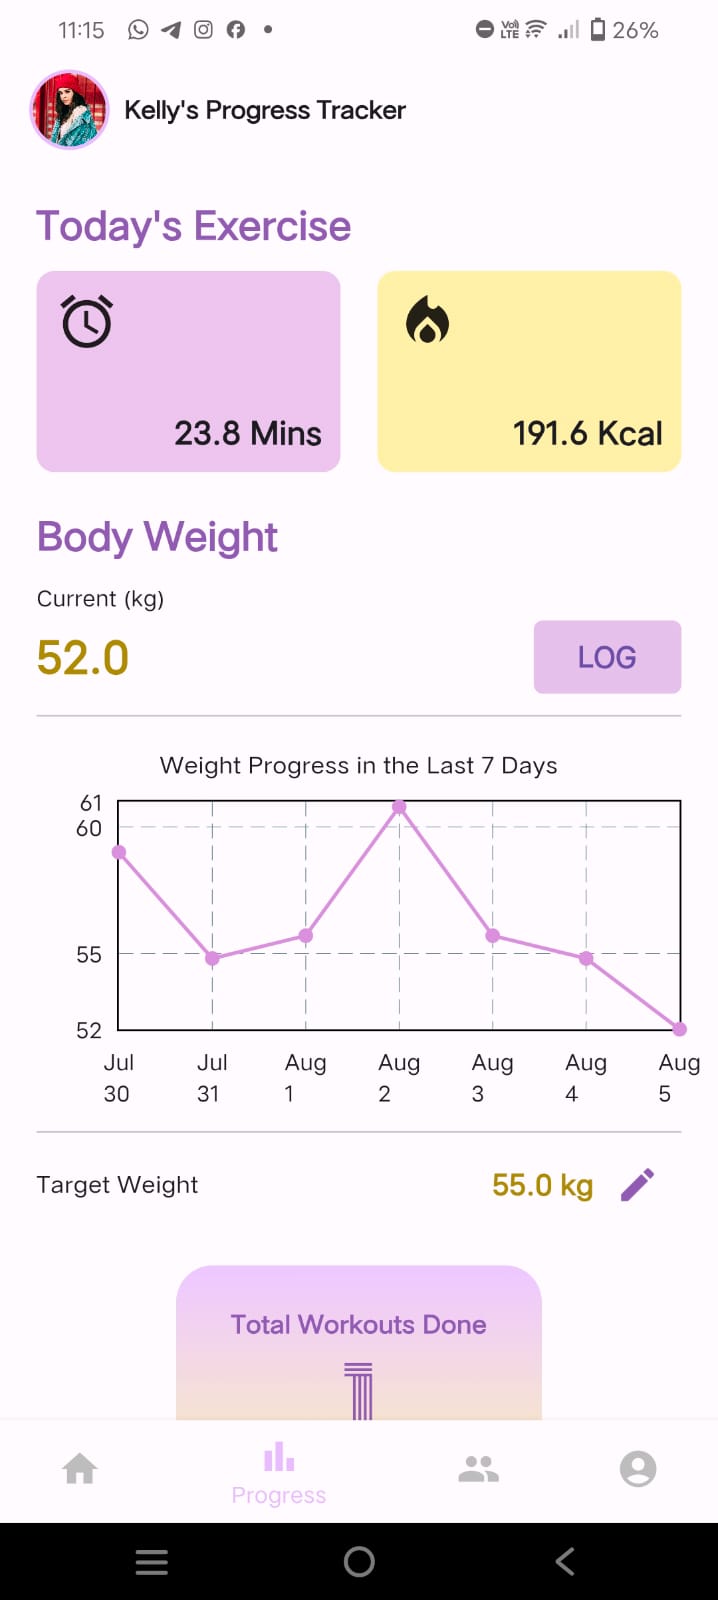 11:15
Vo) LTE
26%
Kelly's Progress Tracker
Today's Exercise
23.8 Mins
191.6 Kcal
Body Weight
Current (kg)
52.0
LOG
Weight Progress in the Last 7 Days
61
60
55
52
Jul 30
Jul 31
Aug 1
Aug 2
Aug 3
Aug 4
Aug 5
Target Weight
55.0 kg
Total Workouts Done
Progress